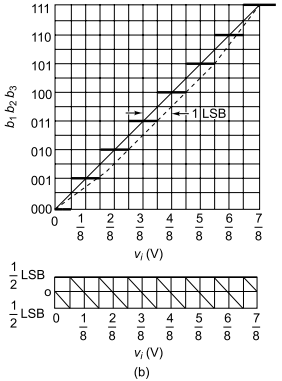 111
110
101
100
011
010
001
000
b₁ b₂ b₃
1 LSB
0 1/8 2/8 3/8 4/8 5/8 6/8 7/8
vᵢ (V)
1/2 LSB
o
1/2 LSB
0 1/8 2/8 3/8 4/8 5/8 6/8 7/8
vᵢ (V)
(b)